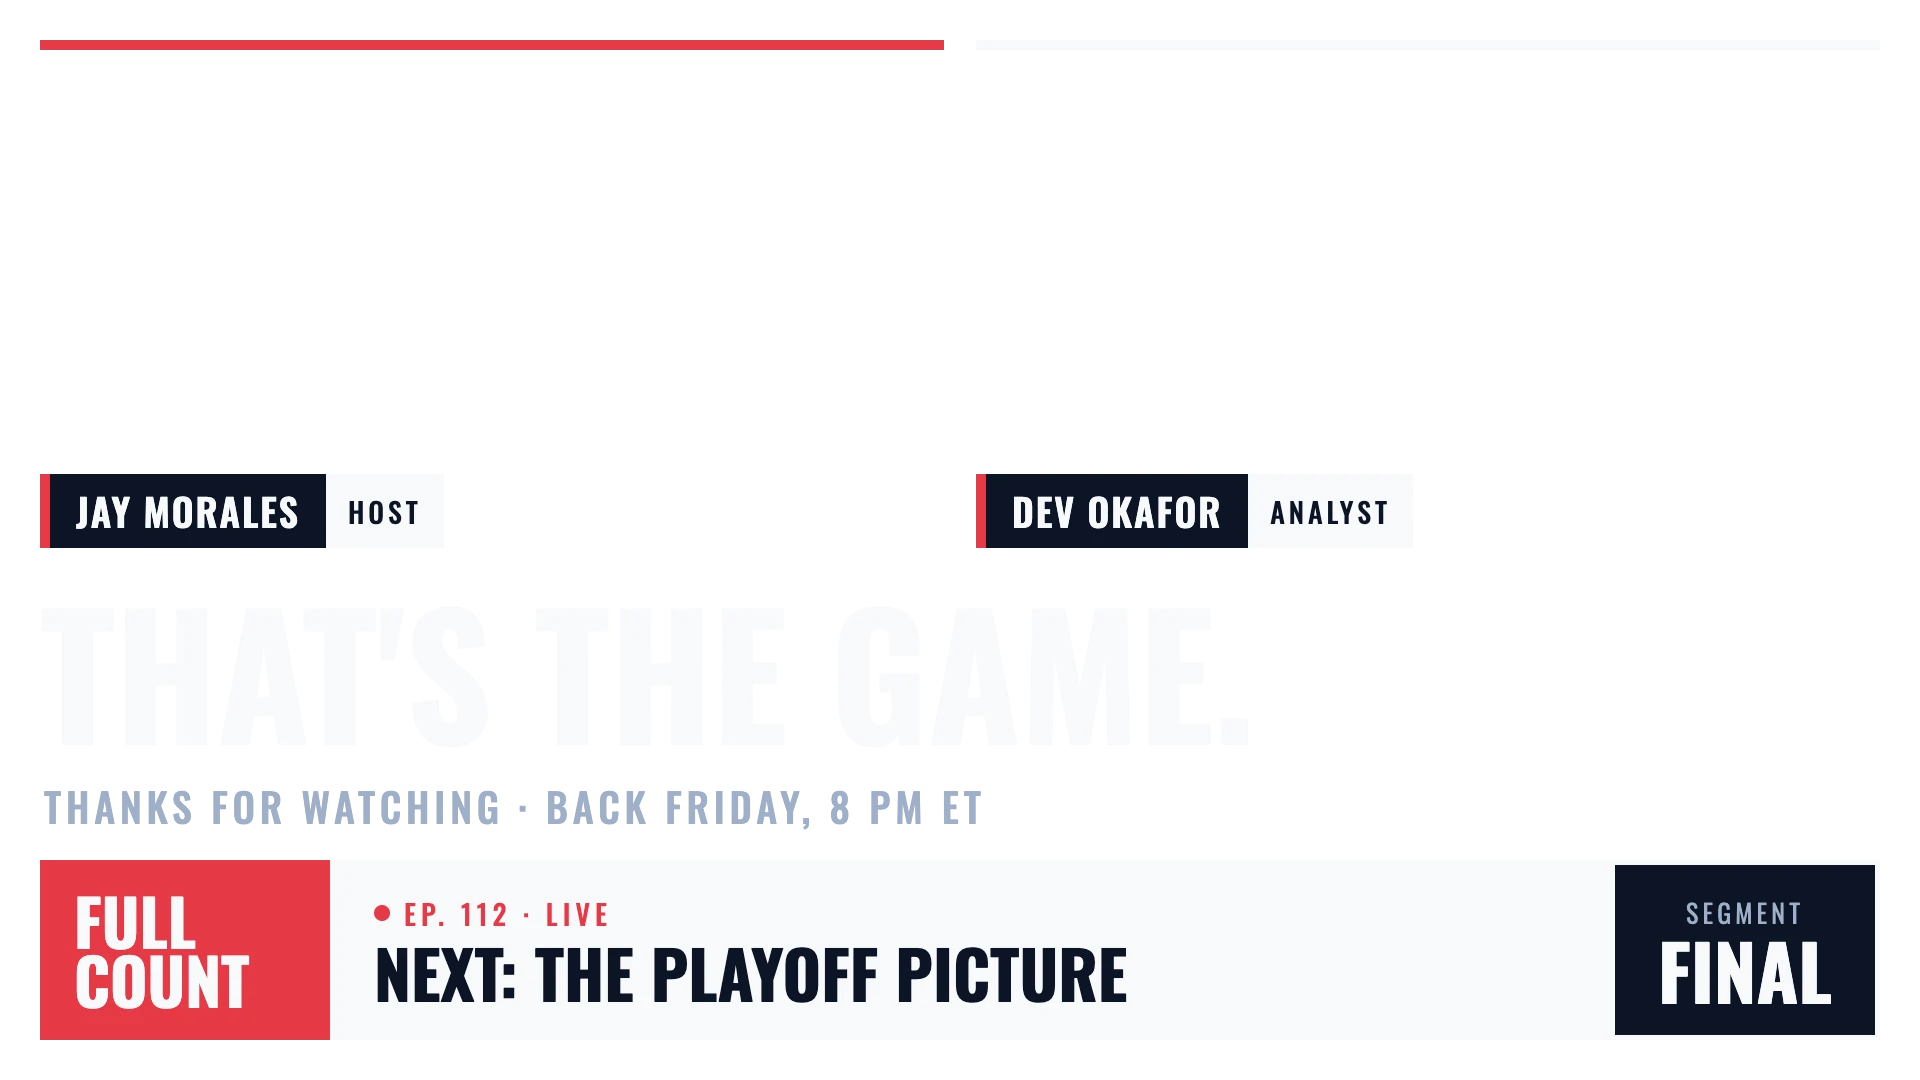 JAY MORALES HOST
DEV OKAFOR ANALYST
THAT'S THE GAME.
THANKS FOR WATCHING · BACK FRIDAY, 8 PM ET
FULL
COUNT
EP. 112 · LIVE
NEXT: THE PLAYOFF PICTURE
SEGMENT
FINAL